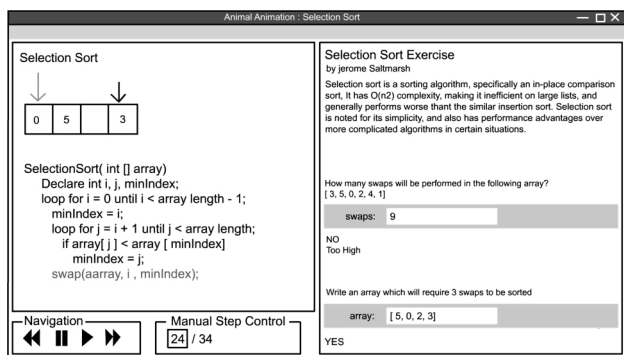 Animal Animation : Selection Sort
Selection Sort
0 5 3
SelectionSort( int [] array)
Declare int i, j, minIndex;
loop for i = 0 until i < array length - 1;
minIndex = i;
loop for j = i + 1 until j < array length;
if array[ j ] < array [ minIndex]
minIndex = j;
swap(aarray, i , minIndex);
Navigation
Manual Step Control
24 / 34
Selection Sort Exercise
by jerome Saltmarsh
Selection sort is a sorting algorithm, specifically an in-place comparison
sort, It has O(n2) complexity, making it inefficient on large lists, and
generally performs worse thant the similar insertion sort. Selection sort
is noted for its simplicity, and also has performance advantages over
more complicated algorithms in certain situations.
How many swaps will be performed in the following array?
[ 3, 5, 0, 2, 4, 1]
swaps: 9
NO
Too High
Write an array which will require 3 swaps to be sorted
array: [ 5, 0, 2, 3]
YES